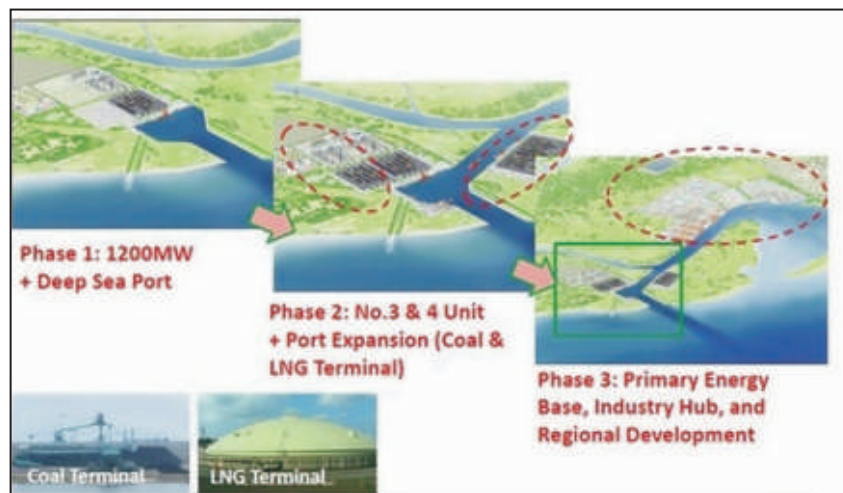 Phase 1: 1200MW
+ Deep Sea Port
Phase 2: No.3 & 4 Unit
+ Port Expansion (Coal &
LNG Terminal)
Phase 3: Primary Energy
Base, Industry Hub, and
Regional Development
Coal Terminal
LNG Terminal